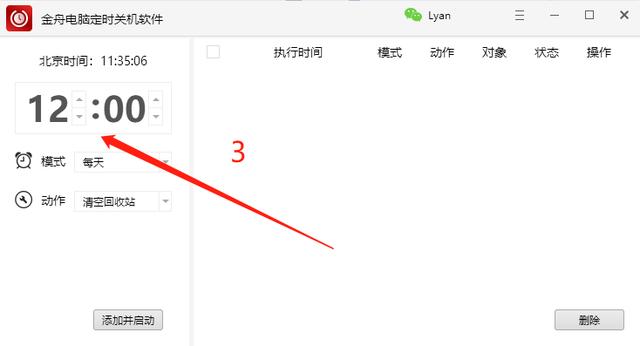 金舟电脑定时关机软件
Lyan
北京时间：11:35:06
12:00
模式 每天
动作 清空回收站
添加并启动
执行时间 模式 动作 对象 状态 操作
3
删除